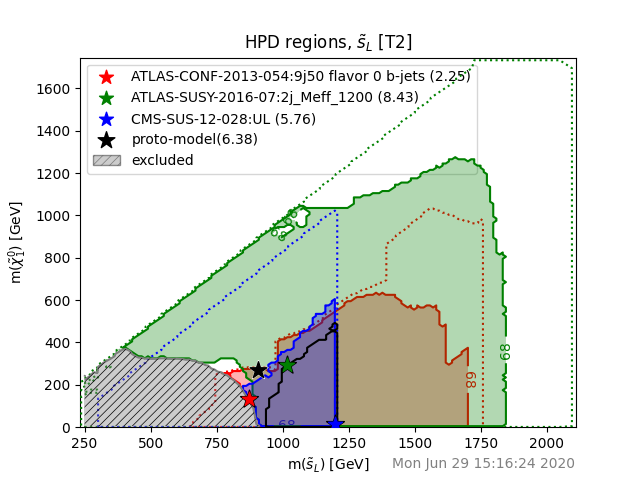 HPD regions, s̃_L [T2]
ATLAS-CONF-2013-054:9j50 flavor 0 b-jets (2.25)
ATLAS-SUSY-2016-07:2j_Meff_1200 (8.43)
CMS-SUS-12-028:UL (5.76)
proto-model(6.38)
excluded
m(χ̃⁰₁) [GeV]
1600
1400
1200
1000
800
600
400
200
0
68
68
68
250
500
750
1000
1250
1500
1750
2000
m(s̃_L) [GeV]
Mon Jun 29 15:16:24 2020